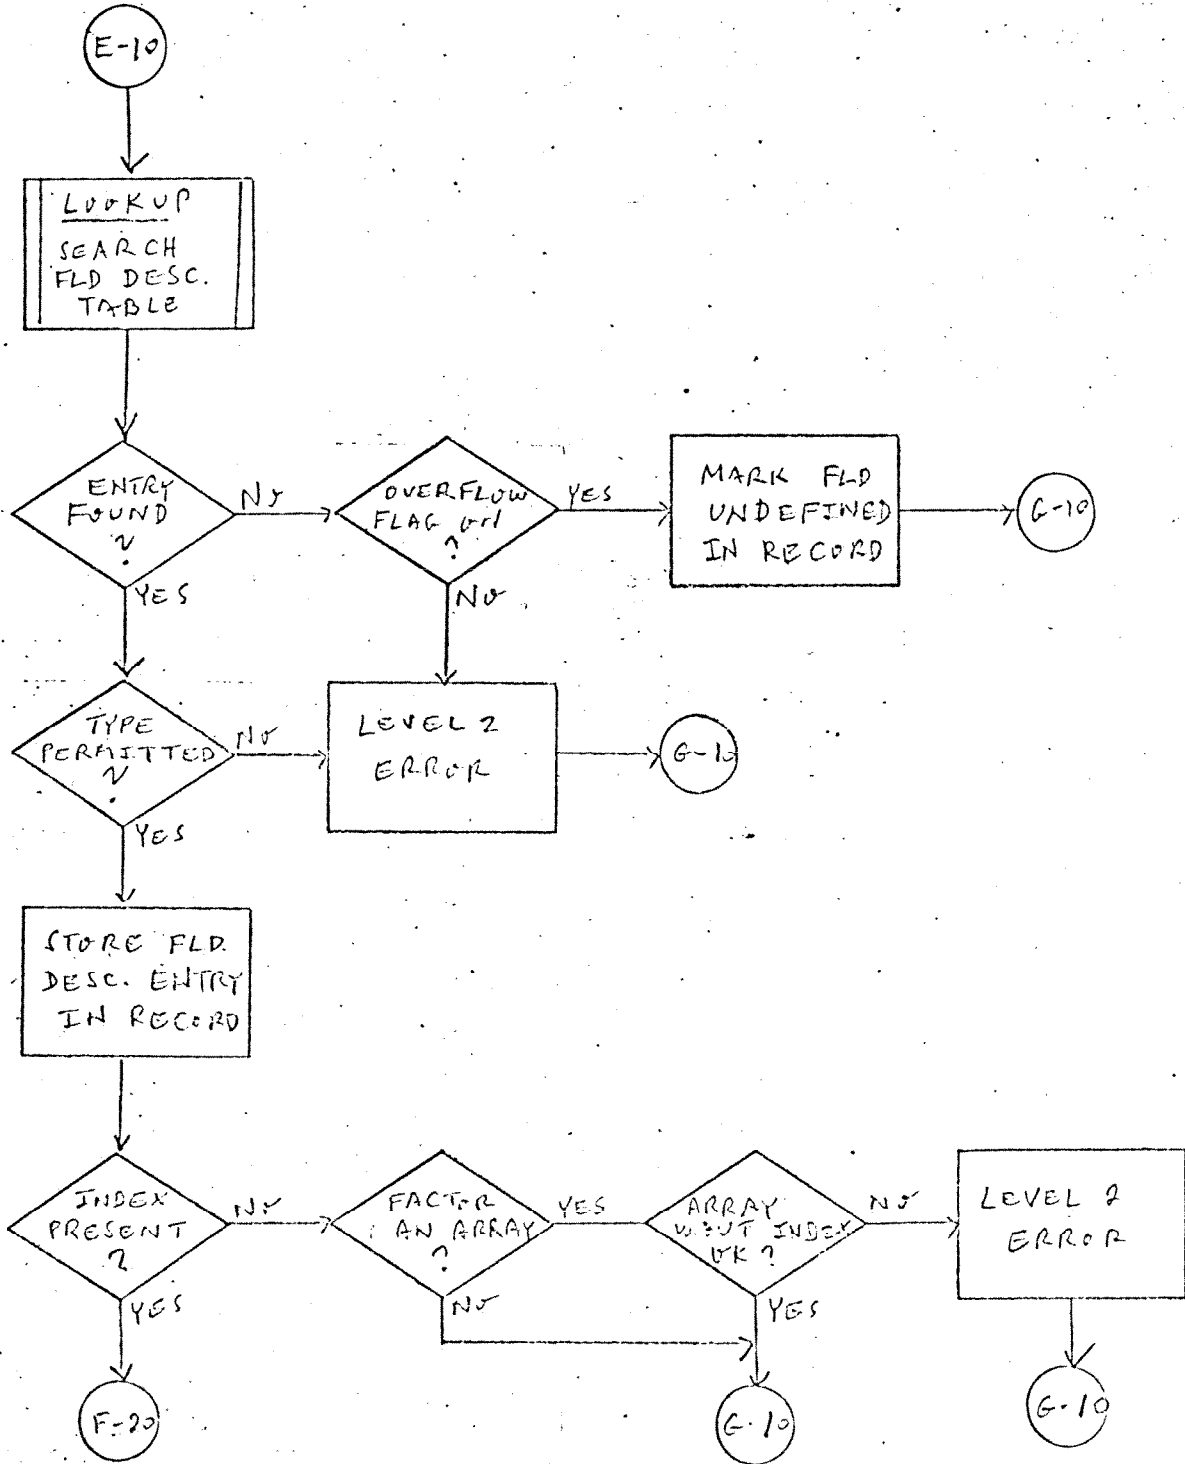 E-10
LOOKUP
SEARCH
FLD DESC.
TABLE
ENTRY
FOUND
?
NO
YES
OVERFLOW
FLAG ON
?
YES
NO
MARK FLD
UNDEFINED
IN RECORD
G-10
TYPE
PERMITTED
?
NO
YES
LEVEL 2
ERROR
G-10
STORE FLD.
DESC. ENTRY
IN RECORD
INDEX
PRESENT
?
NO
YES
FACTOR
AN ARRAY
?
YES
NO
ARRAY
W/OUT INDEX
OK ?
NO
YES
LEVEL 2
ERROR
F-20
G-10
G-10